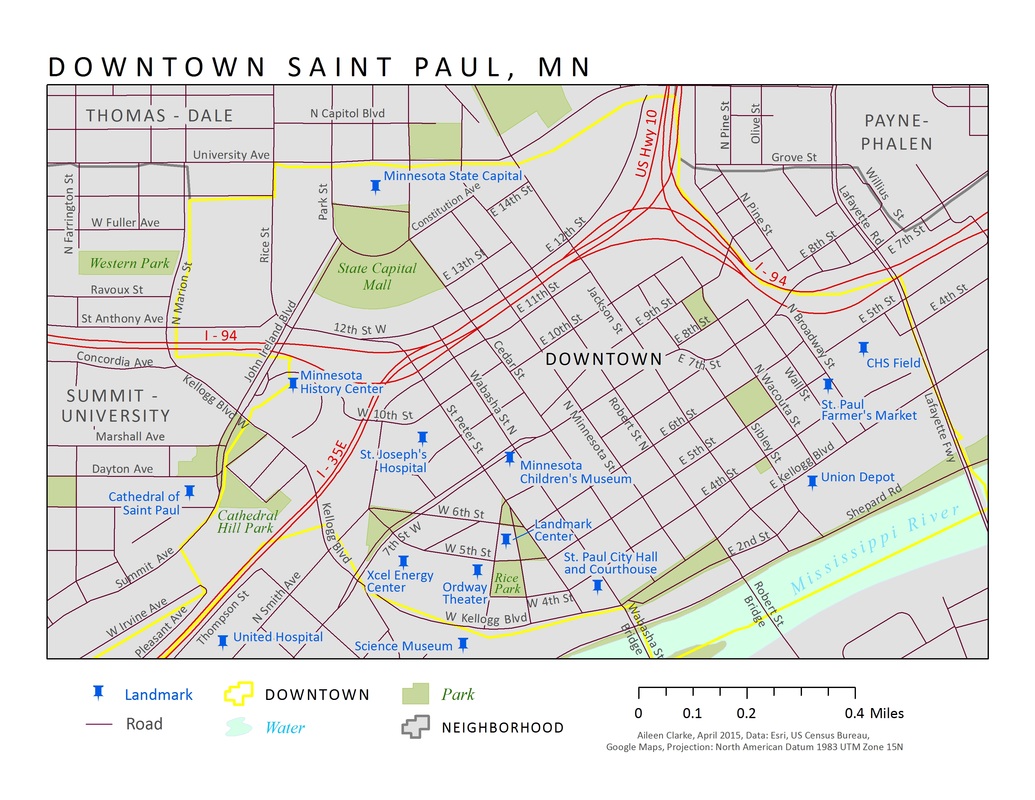 DOWNTOWN SAINT PAUL, MN
THOMAS - DALE
N Capitol Blvd
US Hwy 10
N Pine St
Olive St
PAYNE-
PHALEN
University Ave
Grove St
Minnesota State Capital
N Farrington St
Park St
Constitution Ave
E 14th St
N Pine St
Lafayette Rd
Willius St
W Fuller Ave
Rice St
E 12th St
E 8th St
E 7th St
Western Park
N Marion St
State Capital
Mall
E 13th St
I - 94
Ravoux St
E 11th St
Jackson St
E 9th St
E 5th St
E 4th St
St Anthony Ave
John Ireland Blvd
12th St W
E 10th St
E 8th St
N Broadway St
I - 94
Concordia Ave
Cedar St
DOWNTOWN
E 7th St
CHS Field
Minnesota
History Center
Kellogg Blvd W
Wabasha St N
N Wacouta St
Wall St
St. Paul
Farmer's Market
SUMMIT -
UNIVERSITY
W 10th St
St Peter St
N Minnesota St
Robert St N
E 6th St
Sibley St
Lafayette Fwy
Marshall Ave
I - 35E
St. Joseph's
Hospital
E 5th St
E Kellogg Blvd
Dayton Ave
Minnesota
Children's Museum
E 4th St
Union Depot
Cathedral of
Saint Paul
Cathedral
Hill Park
Kellogg Blvd
W 6th St
Landmark
Center
Shepard Rd
7th St W
W 5th St
E 2nd St
Mississippi River
Summit Ave
Xcel Energy
Center
Ordway
Theater
Rice
Park
St. Paul City Hall
and Courthouse
W Irvine Ave
Pleasant Ave
Thompson St
N Smith Ave
W 4th St
W Kellogg Blvd
Wabasha St
Bridge
Robert St
Bridge
United Hospital
Science Museum
Landmark
DOWNTOWN
Park
Road
Water
NEIGHBORHOOD
0 0.1 0.2 0.4 Miles
Aileen Clarke, April 2015, Data: Esri, US Census Bureau,
Google Maps, Projection: North American Datum 1983 UTM Zone 15N